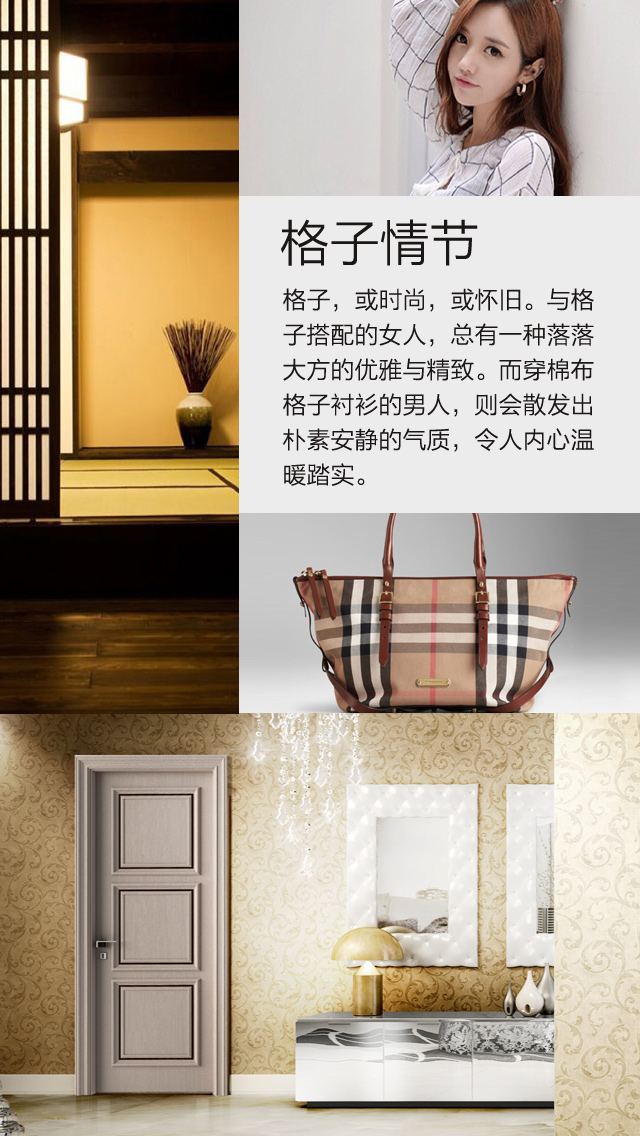 格子情节
格子，或时尚，或怀旧。与格
子搭配的女人，总有一种落落
大方的优雅与精致。而穿棉布
格子衬衫的男人，则会散发出
朴素安静的气质，令人内心温
暖踏实。